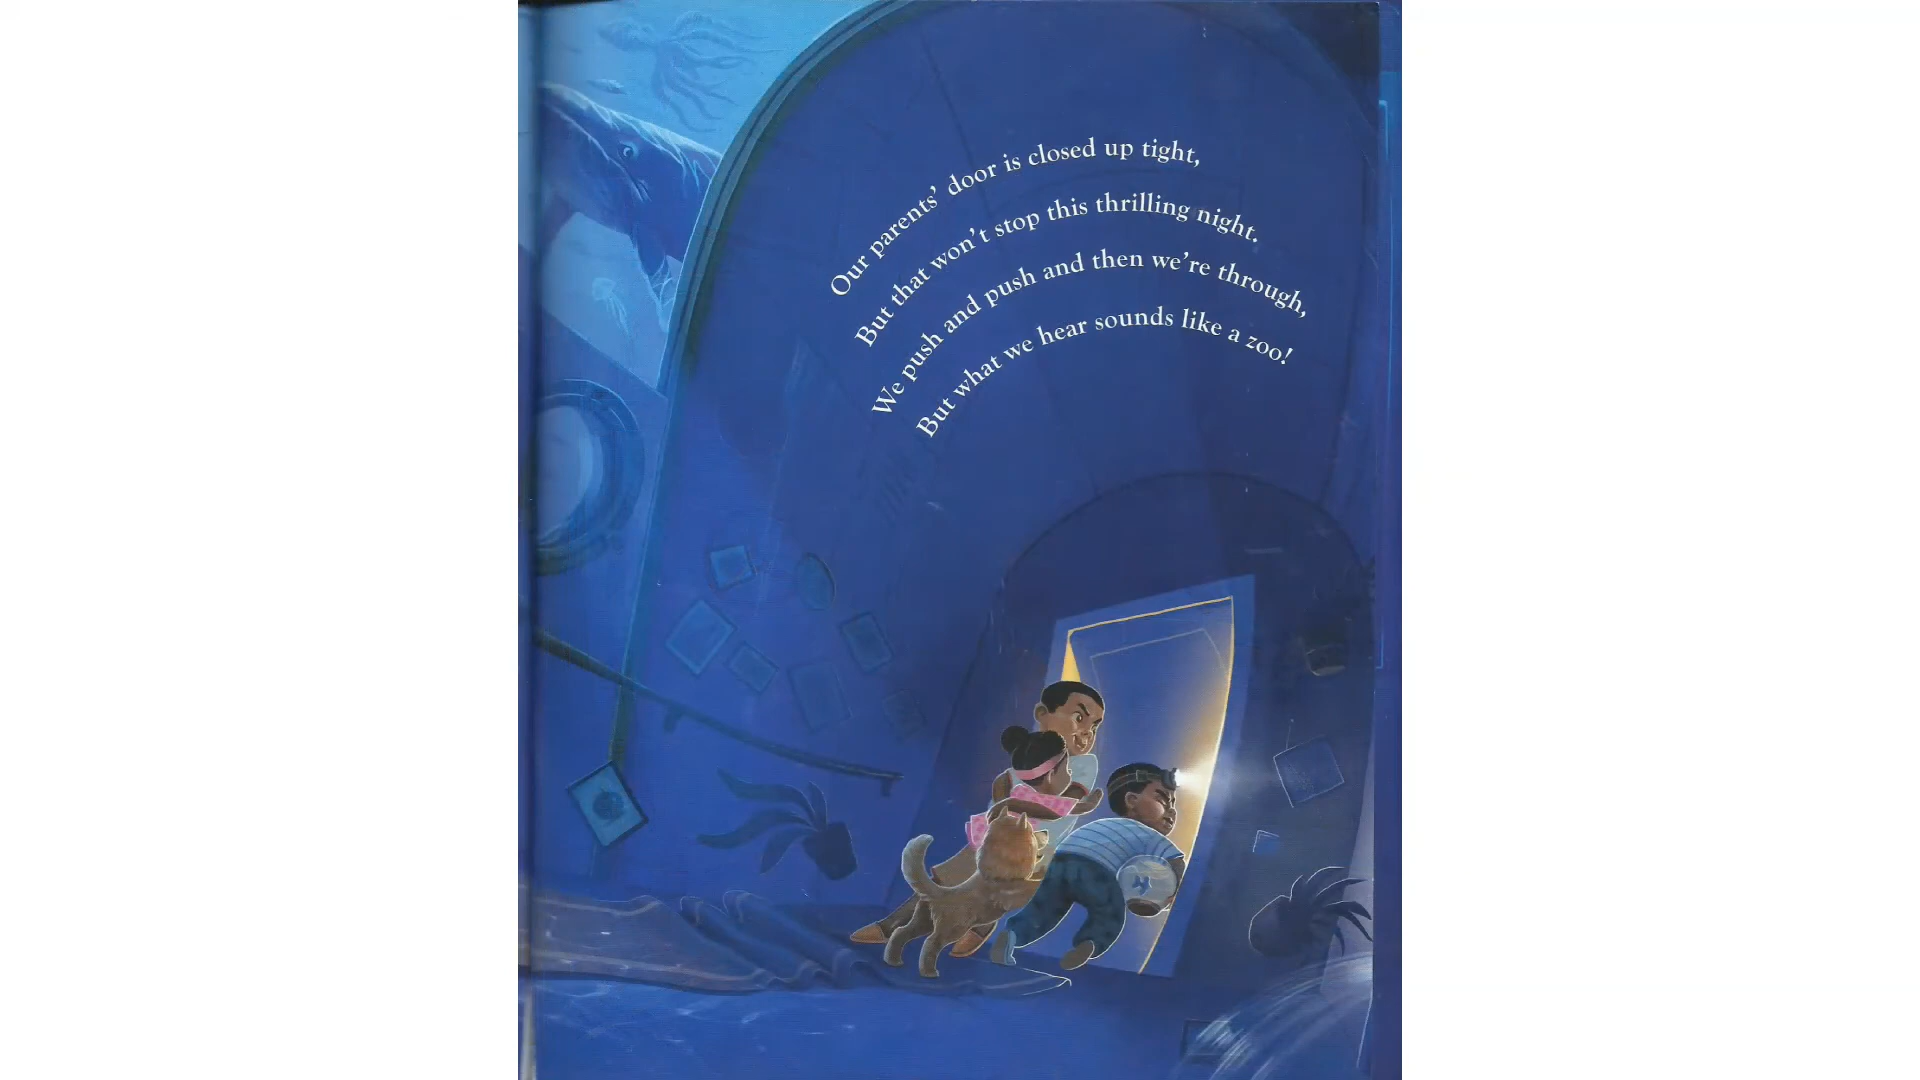 Our parents' door is closed up tight,
But that won't stop this thrilling night.
We push and push and then we're through,
But what we hear sounds like a zoo!